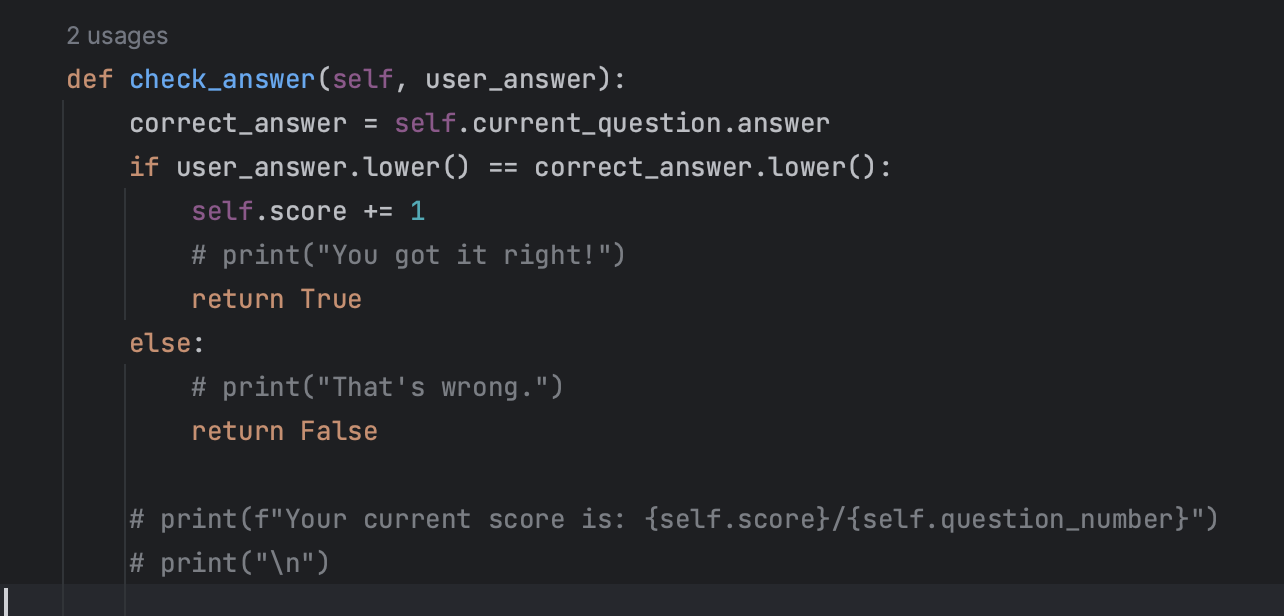 2 usages
def check_answer(self, user_answer):
    correct_answer = self.current_question.answer
    if user_answer.lower() == correct_answer.lower():
        self.score += 1
        # print("You got it right!")
        return True
    else:
        # print("That's wrong.")
        return False

    # print(f"Your current score is: {self.score}/{self.question_number}")
    # print("\n")